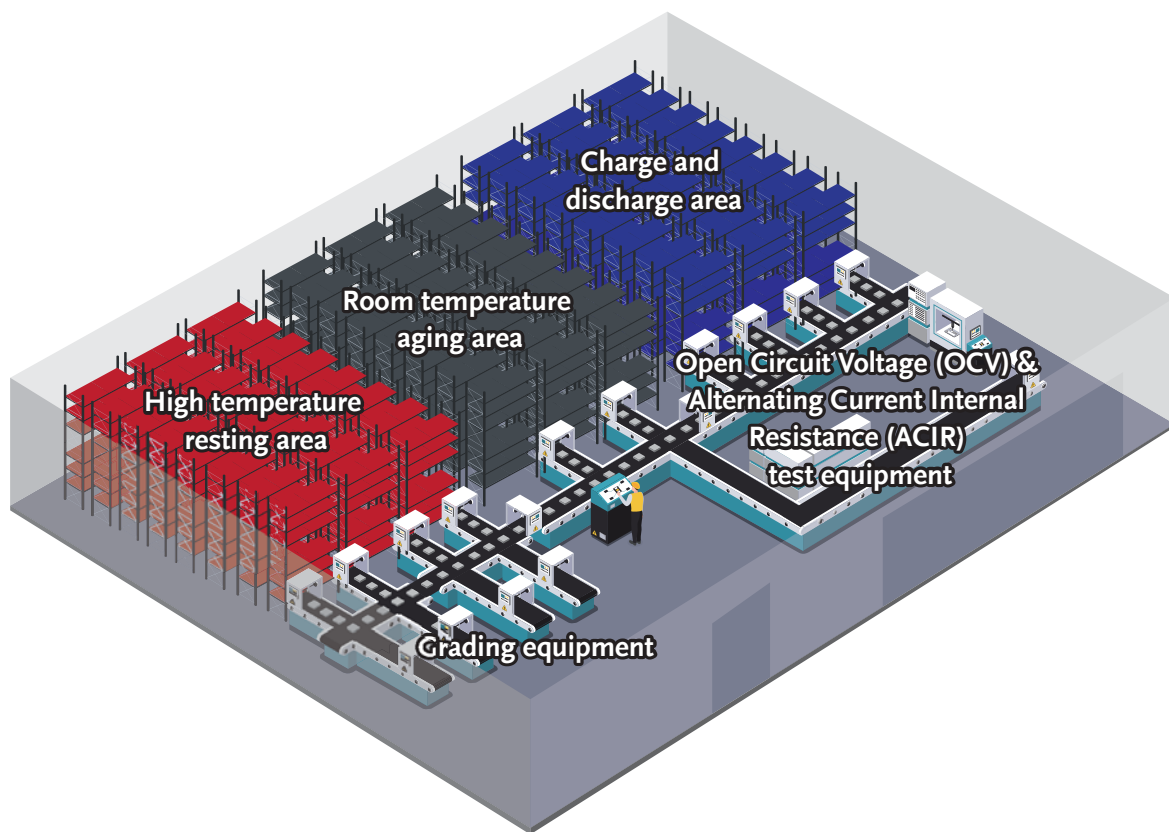 Charge and
discharge area
Room temperature
aging area
High temperature
resting area
Open Circuit Voltage (OCV) &
Alternating Current Internal
Resistance (ACIR)
test equipment
Grading equipment